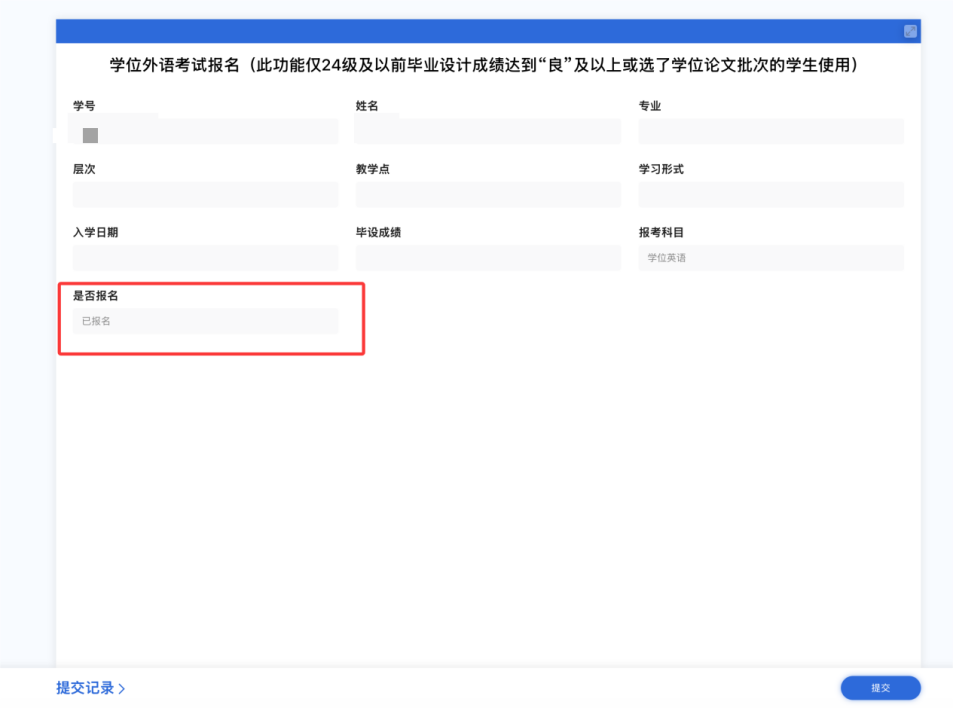 学位外语考试报名（此功能仅24级及以前毕业设计成绩达到“良”及以上或选了学位论文批次的学生使用）
学号 姓名 专业
层次 教学点 学习形式
入学日期 毕设成绩 报考科目
学位英语
是否报名
已报名
提交记录 提交